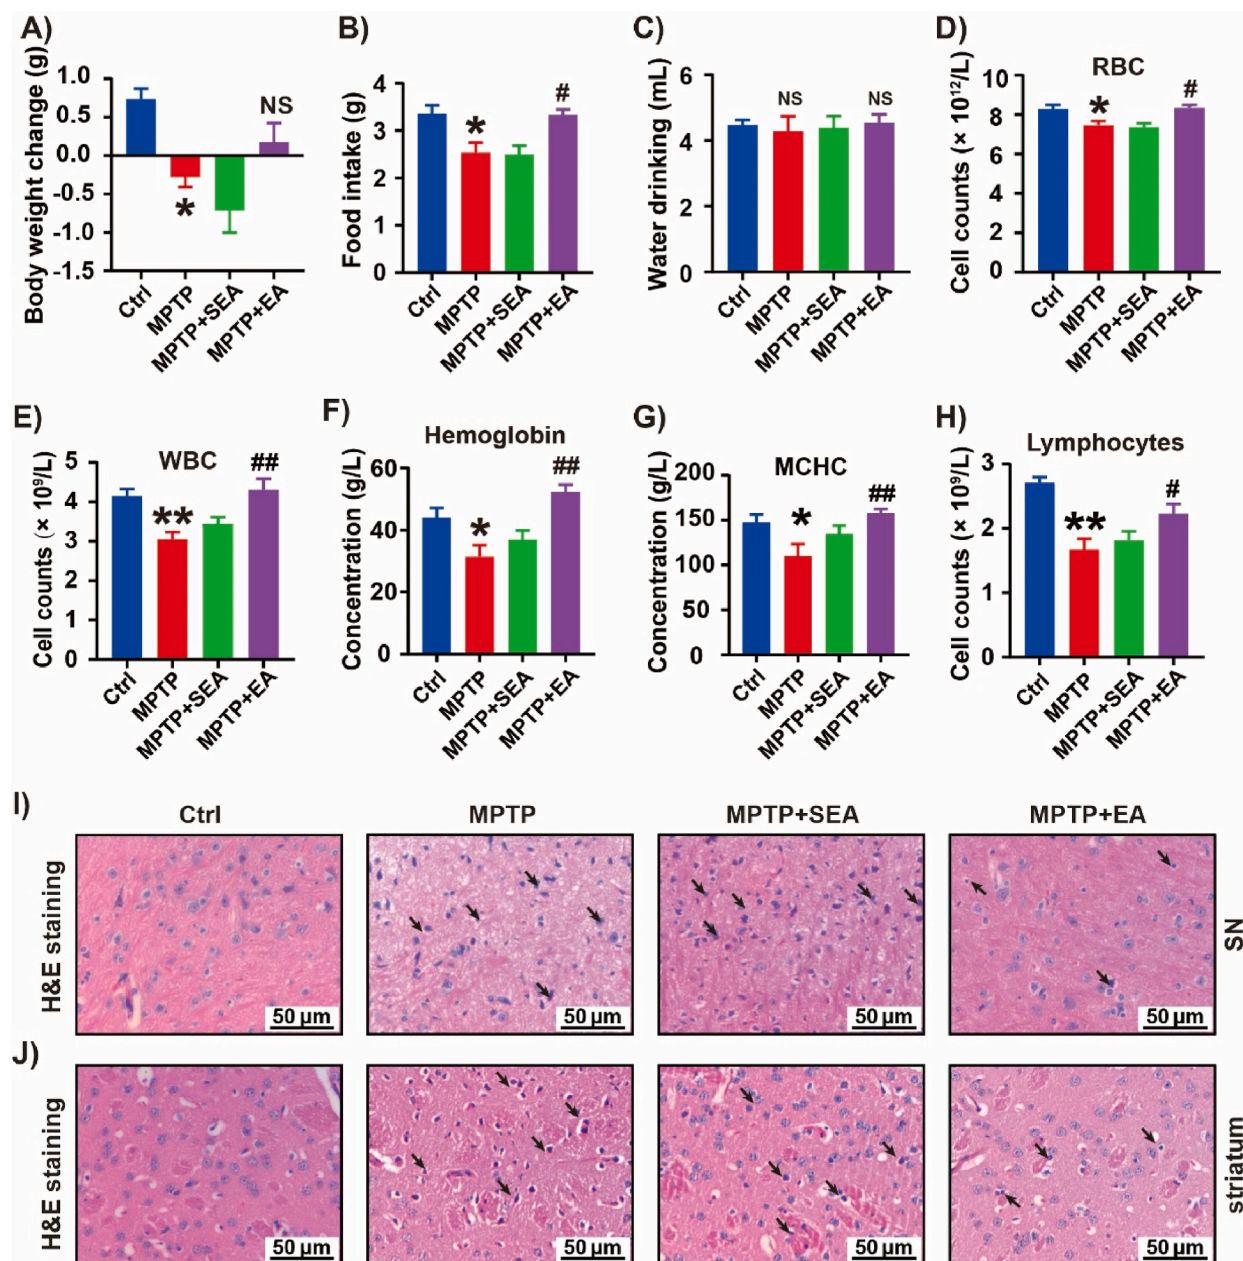 A)
Body weight change (g)
1.0
0.5
0.0
-0.5
-1.0
-1.5
*
NS
Ctrl
MPTP
MPTP+SEA
MPTP+EA
B)
Food intake (g)
4
3
2
1
0
*
#
Ctrl
MPTP
MPTP+SEA
MPTP+EA
C)
Water drinking (mL)
6
4
2
0
NS
NS
Ctrl
MPTP
MPTP+SEA
MPTP+EA
D)
RBC
Cell counts (× 10¹²/L)
10
8
6
4
2
0
*
#
Ctrl
MPTP
MPTP+SEA
MPTP+EA
E)
WBC
Cell counts (× 10⁹/L)
5
4
3
2
1
0
**
##
Ctrl
MPTP
MPTP+SEA
MPTP+EA
F)
Hemoglobin
Concentration (g/L)
60
40
20
0
*
##
Ctrl
MPTP
MPTP+SEA
MPTP+EA
G)
MCHC
Concentration (g/L)
200
150
100
50
0
*
##
Ctrl
MPTP
MPTP+SEA
MPTP+EA
H)
Lymphocytes
Cell counts (× 10⁹/L)
3
2
1
0
**
#
Ctrl
MPTP
MPTP+SEA
MPTP+EA
I)
Ctrl
MPTP
MPTP+SEA
MPTP+EA
H&E staining
50 µm
50 µm
50 µm
50 µm
SN
J)
H&E staining
50 µm
50 µm
50 µm
50 µm
striatum